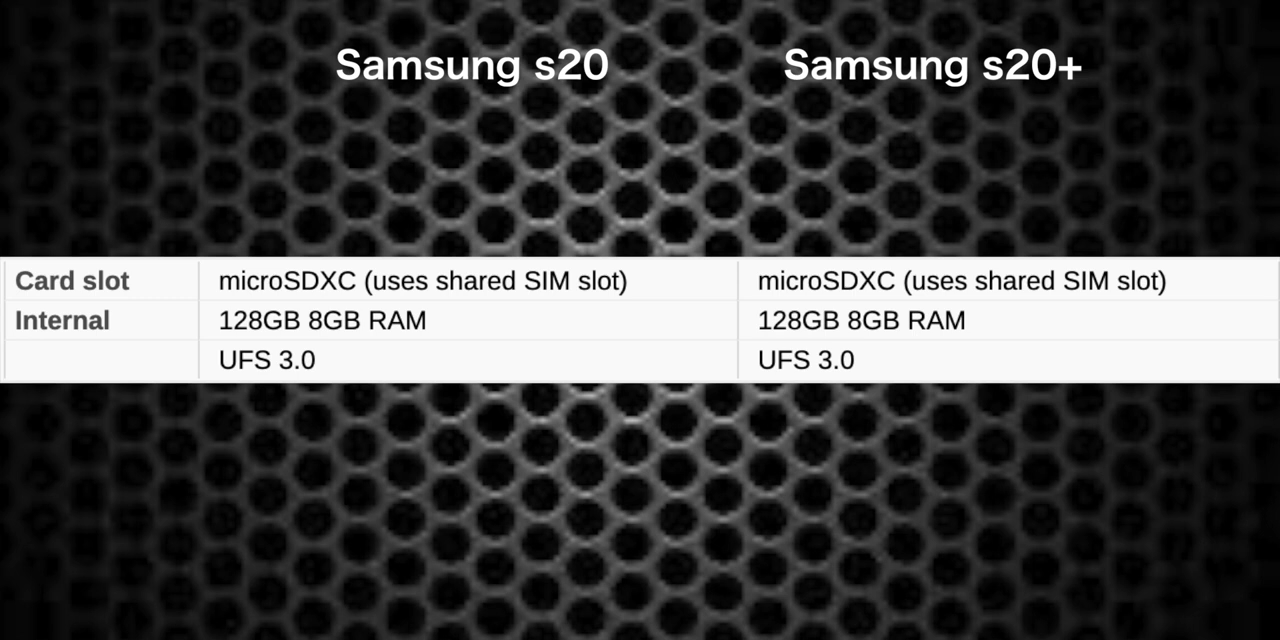 Samsung s20 Samsung s20+
Card slot microSDXC (uses shared SIM slot) microSDXC (uses shared SIM slot)
Internal 128GB 8GB RAM 128GB 8GB RAM
UFS 3.0 UFS 3.0